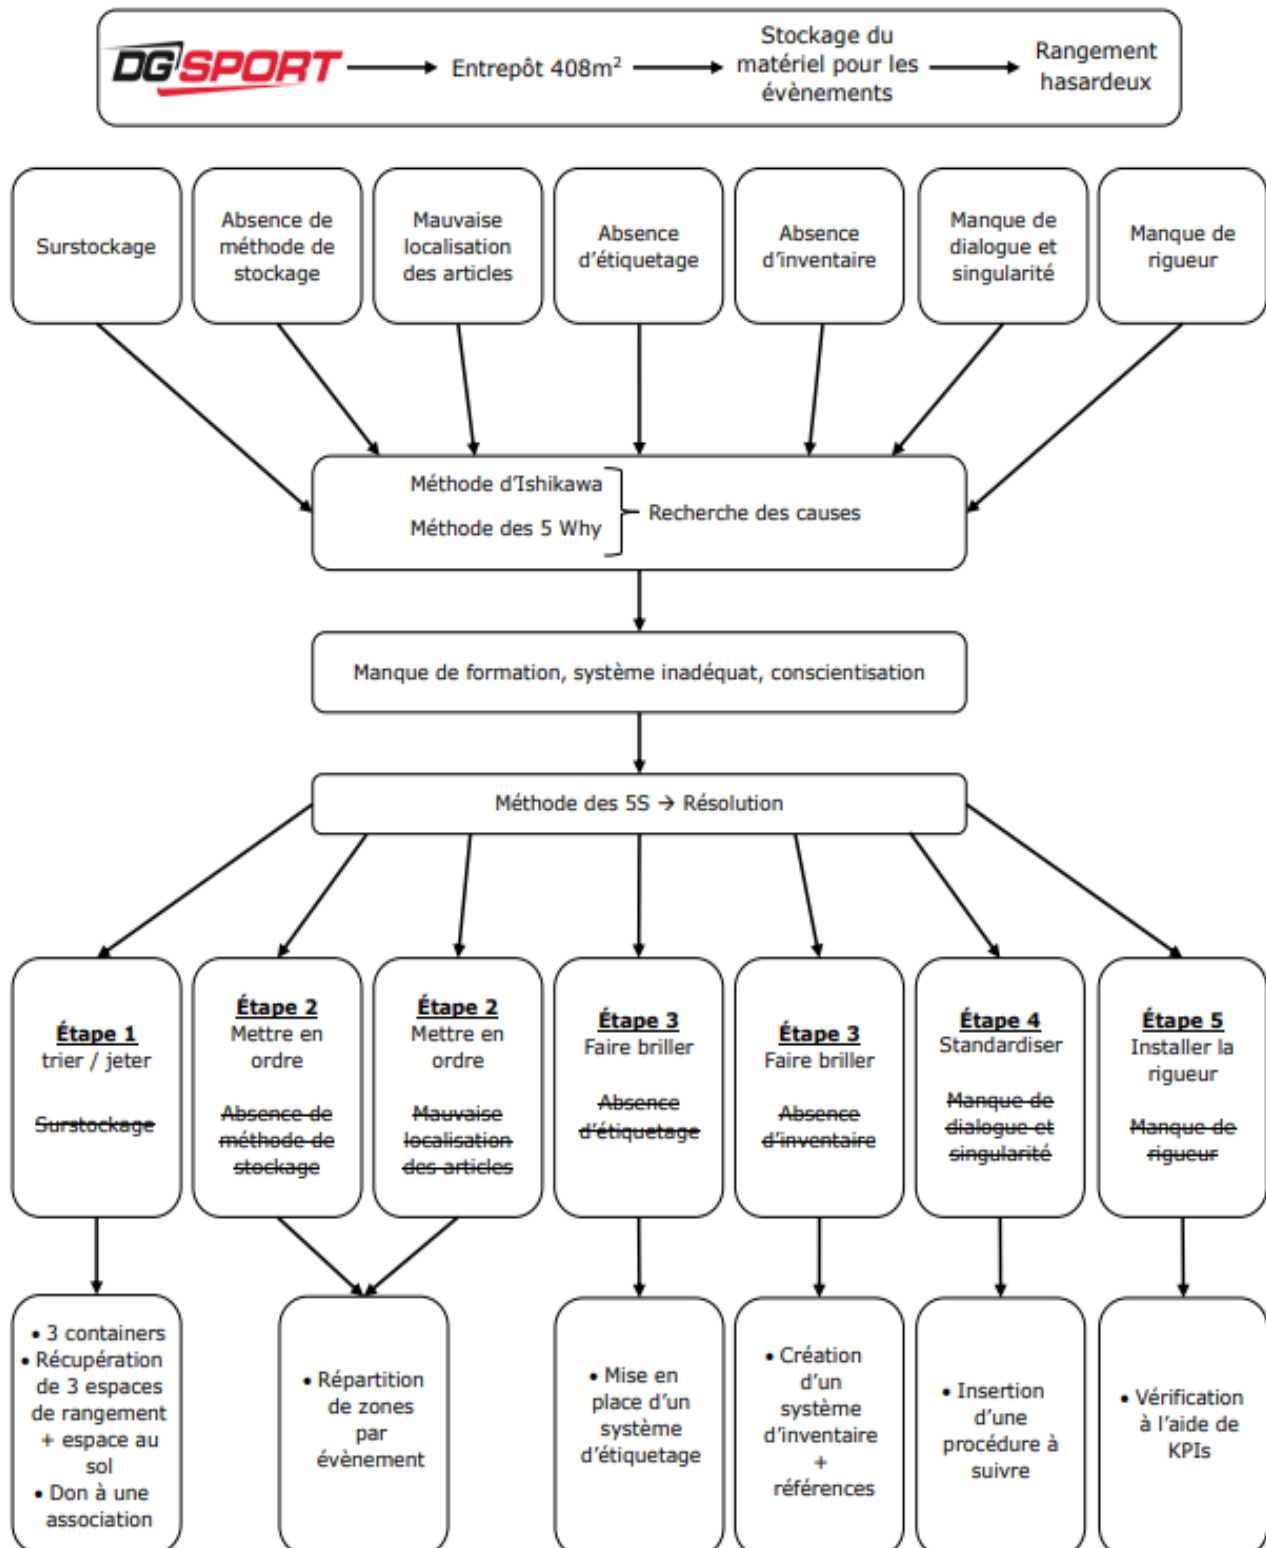 DG SPORT
Entrepôt 408m²
Stockage du
matériel pour les
évènements
Rangement
hasardeux
Surstockage
Absence de
méthode de
stockage
Mauvaise
localisation
des articles
Absence
d'étiquetage
Absence
d'inventaire
Manque de
dialogue et
singularité
Manque de
rigueur
Méthode d'Ishikawa
Méthode des 5 Why
Recherche des causes
Manque de formation, système inadéquat, conscientisation
Méthode des 5S → Résolution
Étape 1
trier / jeter
Surstockage
Étape 2
Mettre en
ordre
Absence de
méthode de
stockage
Étape 2
Mettre en
ordre
Mauvaise
localisation
des articles
Étape 3
Faire briller
Absence
d'étiquetage
Étape 3
Faire briller
Absence
d'inventaire
Étape 4
Standardiser
Manque de
dialogue et
singularité
Étape 5
Installer la
rigueur
Manque de
rigueur
• 3 containers
• Récupération
de 3 espaces
de rangement
+ espace au
sol
• Don à une
association
• Répartition
de zones
par
évènement
• Mise en
place d'un
système
d'étiquetage
• Création
d'un
système
d'inventaire
+
références
• Insertion
d'une
procédure à
suivre
• Vérification
à l'aide de
KPIs